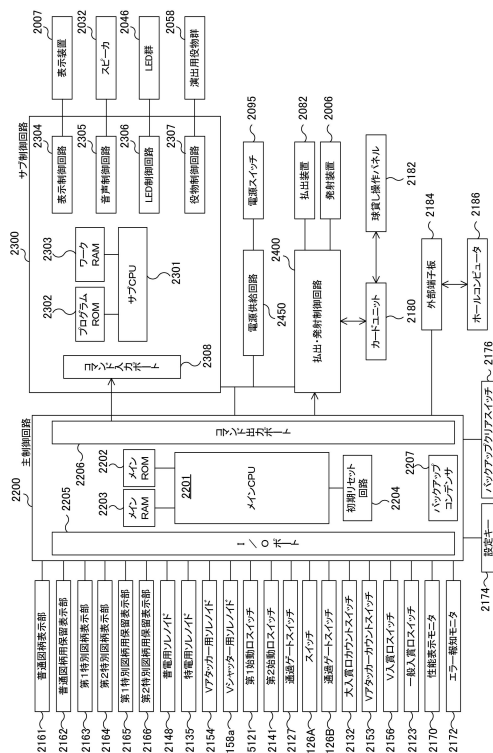 2161 普通図柄表示部
2162 普通図柄用保留表示部
2163 第1特別図柄表示部
2164 第2特別図柄表示部
2165 第1特別図柄用保留表示部
2166 第2特別図柄用保留表示部
2148 普電用ソレノイド
2135 特電用ソレノイド
2154 Vアタッカー用ソレノイド
158a Vシャッター用ソレノイド
5121 第1始動口スイッチ
2141 第2始動口スイッチ
2127 通過ゲートスイッチ
126A スイッチ
126B 通過ゲートスイッチ
2132 大入賞口カウントスイッチ
2153 Vアタッカーカウントスイッチ
2156 V入賞口スイッチ
2123 一般入賞口スイッチ
2170 性能表示モニタ
2172 エラー報知モニタ
2174 設定キー
2176 バックアップクリアスイッチ
2200 主制御回路
2205 I/Oポート
2203 メインRAM
2202 メインROM
2201 メインCPU
2204 初期リセット回路
2207 バックアップコンデンサ
2206 コマンド出力ポート
2300 サブ制御回路
2308 コマンド入力ポート
2302 プログラムROM
2303 ワークRAM
2301 サブCPU
2304 表示制御回路
2305 音声制御回路
2306 LED制御回路
2307 役物制御回路
2007 表示装置
2032 スピーカ
2046 LED群
2058 演出用役物群
2450 電源供給回路
2095 電源スイッチ
2400 払出・発射制御回路
2082 払出装置
2006 発射装置
2180 カードユニット
2182 球貸し操作パネル
2184 外部端子板
2186 ホールコンピュータ